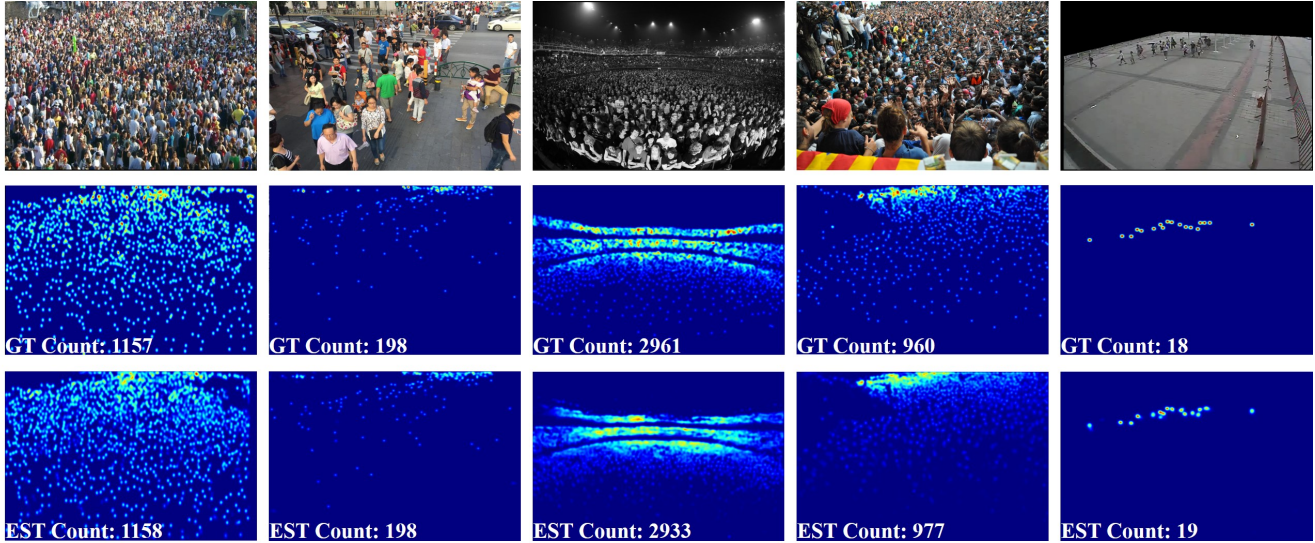 GT Count: 1157
GT Count: 198
GT Count: 2961
GT Count: 960
GT Count: 18
EST Count: 1158
EST Count: 198
EST Count: 2933
EST Count: 977
EST Count: 19